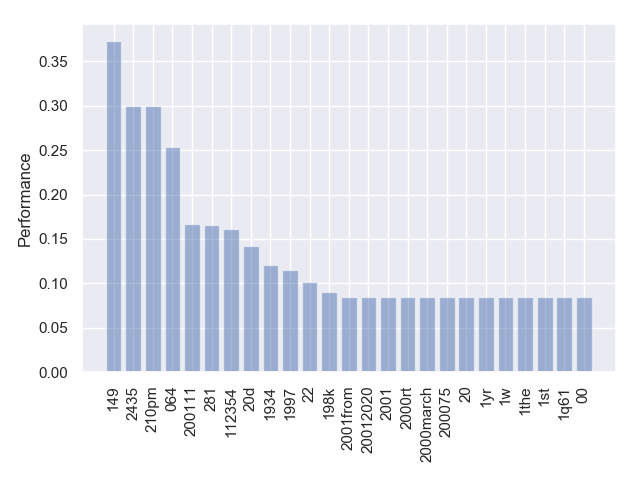 0.35
0.30
0.25
0.20
0.15
0.10
0.05
0.00
Performance
149
2435
210pm
064
200111
281
112354
20d
1934
1997
22
198k
2001from
20012020
2001
2000rt
2000march
200075
20
1yr
1w
1the
1st
1q61
00